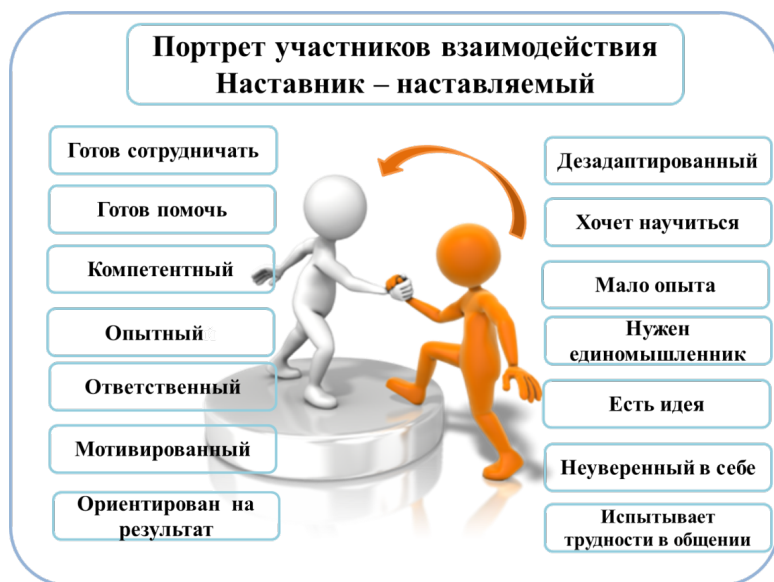 Портрет участников взаимодействия
Наставник – наставляемый
Готов сотрудничать
Готов помочь
Компетентный
Опытный
Ответственный
Мотивированный
Ориентирован на
результат
Дезадаптированный
Хочет научиться
Мало опыта
Нужен
единомышленник
Есть идея
Неуверенный в себе
Испытывает
трудности в общении